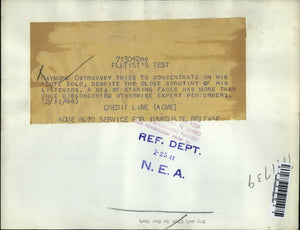 FLUTIST'S TEST
RAYMOND OSTROVSKY TRIES TO CONCENTRATE ON HIS
FLUTE SOLO, DESPITE THE CLOSE SCRUTINY OF HIS
LISTENERS. A SEA OF STARING FACES HAS MORE THAN
ONCE DISCONCERTED OTHERWISE EXPERT PERFORMERS.
(2/11/44)
CREDIT LINE (ACME)
ACME PHOTO SERVICE FOR IMMEDIATE RELEASE
REF. DEPT.
2-25-44
N. E. A.